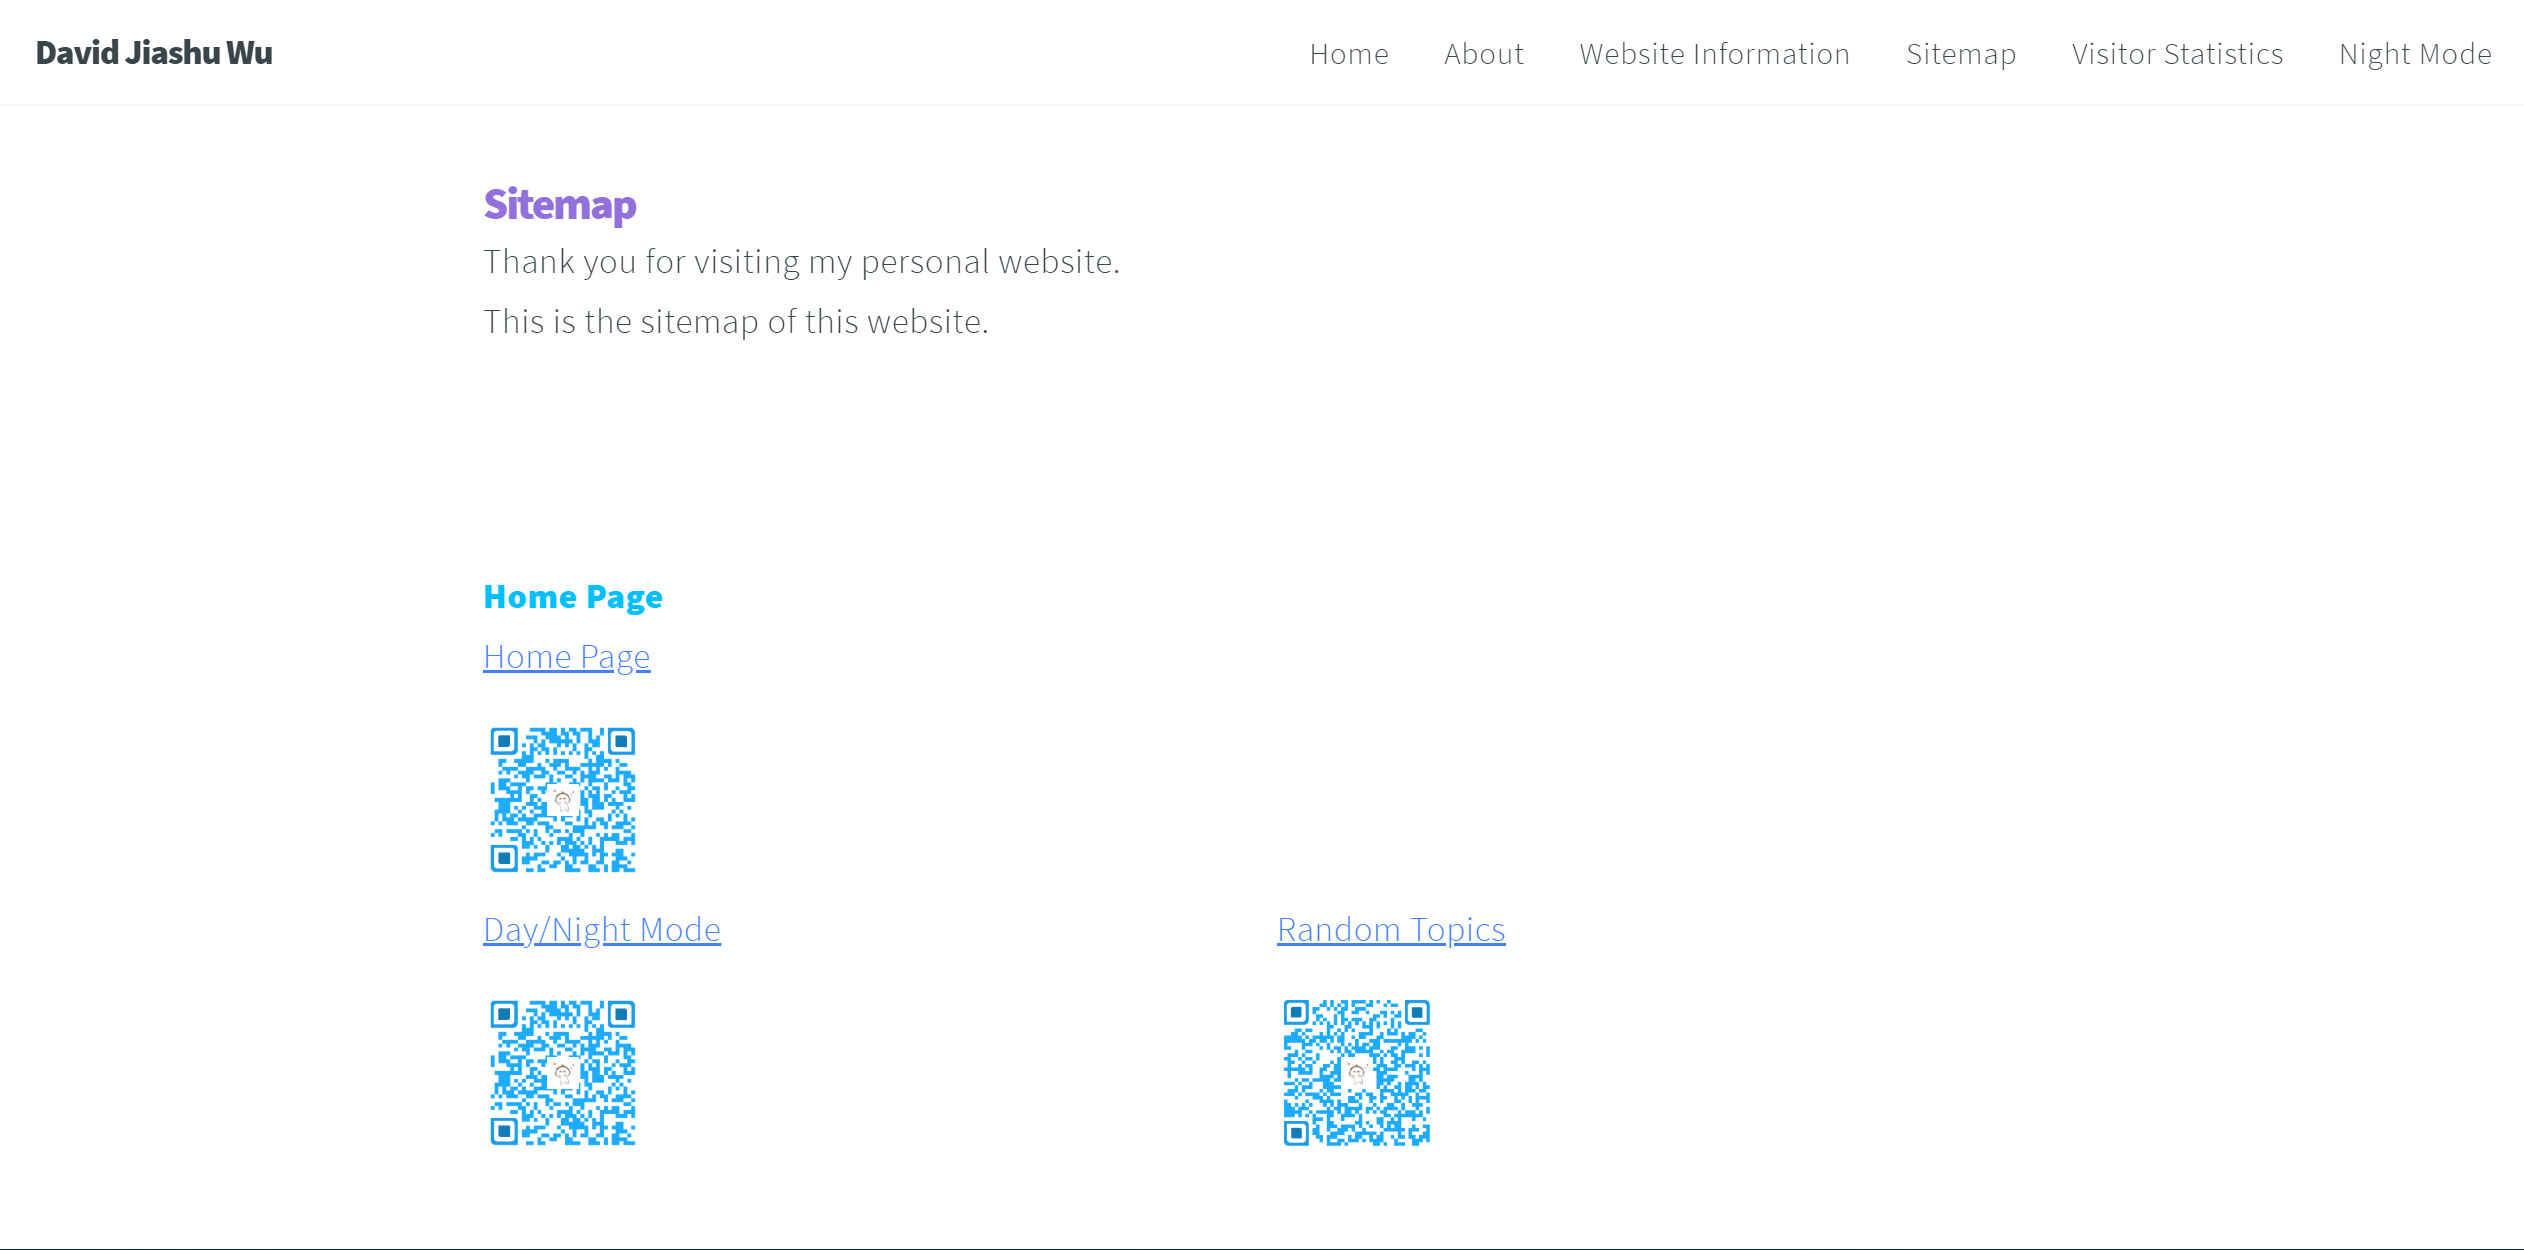 David Jiashu Wu
Home About Website Information Sitemap Visitor Statistics Night Mode
Sitemap
Thank you for visiting my personal website.
This is the sitemap of this website.
Home Page
Home Page
Day/Night Mode
Random Topics